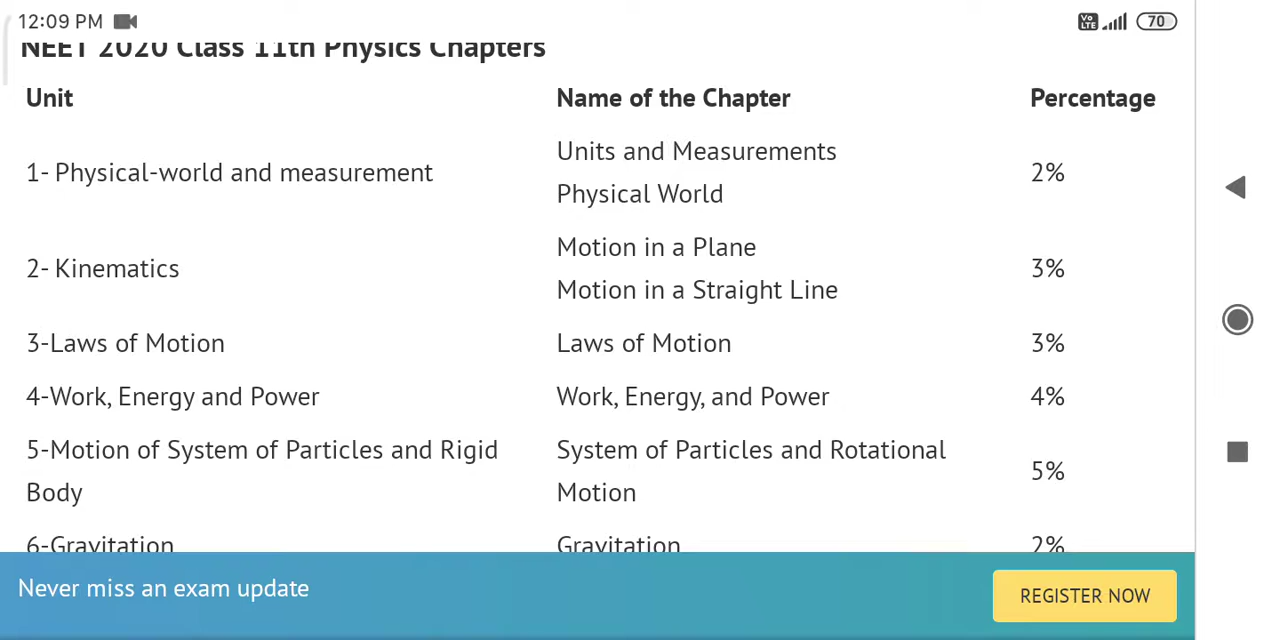 12:09 PM
Vo LTE
70
NEET 2020 Class 11th Physics Chapters
Unit Name of the Chapter Percentage
1- Physical-world and measurement
Units and Measurements
Physical World
2%
2- Kinematics
Motion in a Plane
Motion in a Straight Line
3%
3-Laws of Motion Laws of Motion 3%
4-Work, Energy and Power Work, Energy, and Power 4%
5-Motion of System of Particles and Rigid
Body
System of Particles and Rotational
Motion
5%
6-Gravitation Gravitation 2%
Never miss an exam update
REGISTER NOW